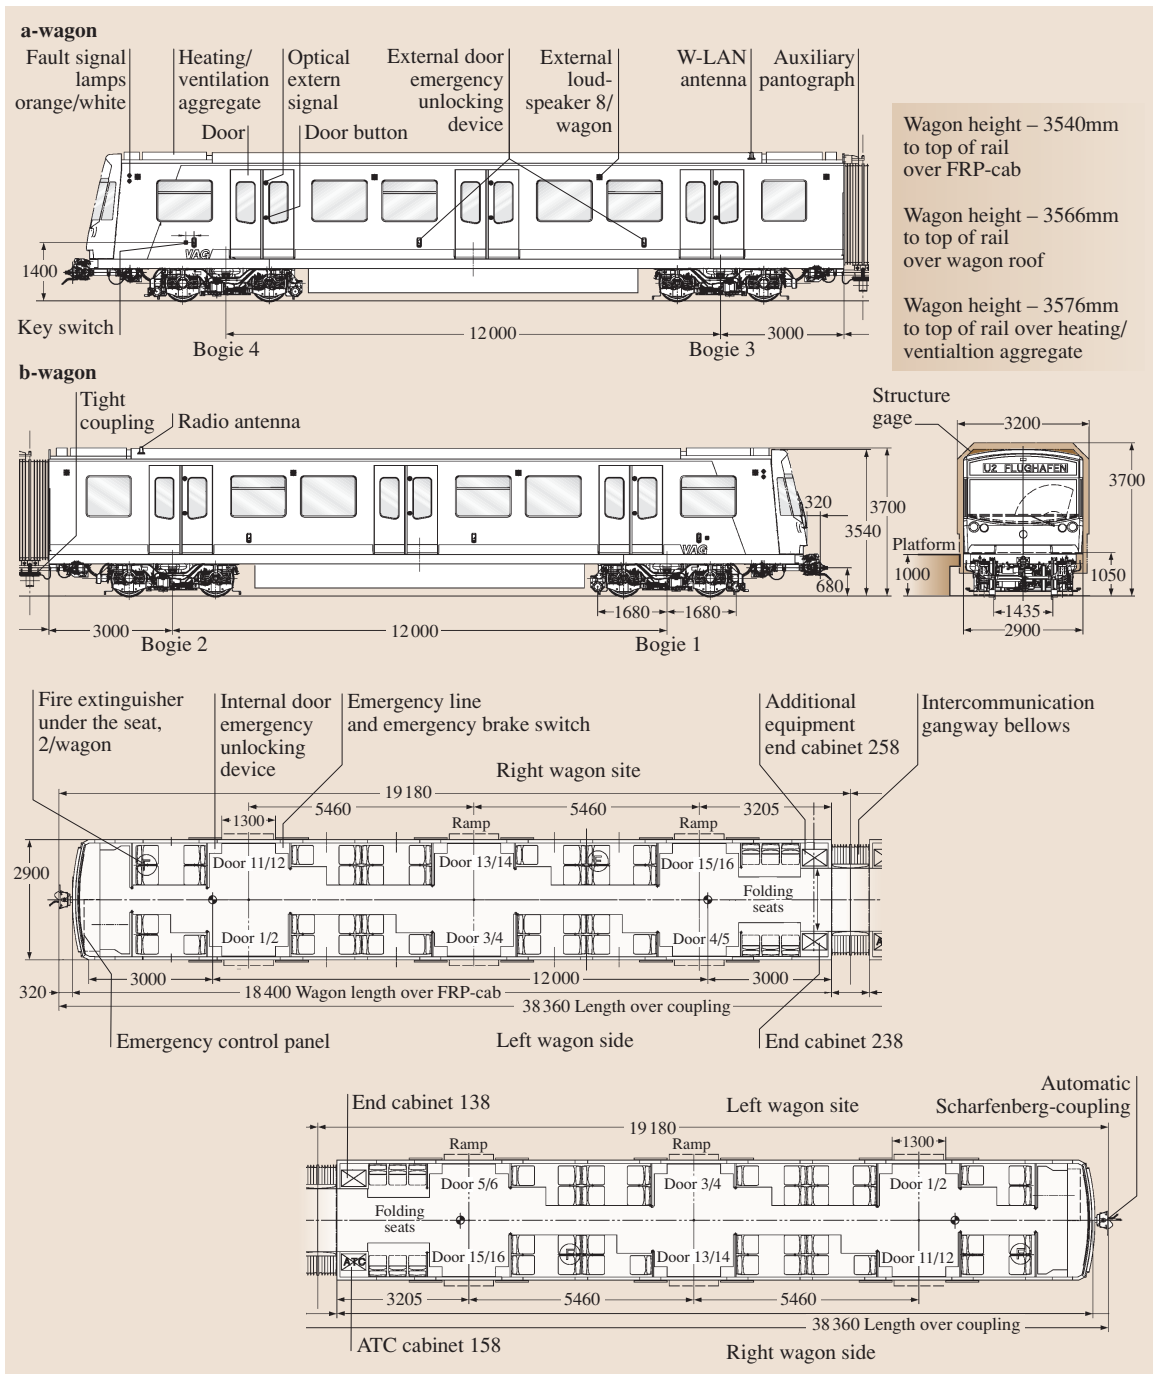 a-wagon
Fault signal
lamps
orange/white
Heating/
ventilation
aggregate
Optical
extern
signal
External door
emergency
unlocking
device
External
loud-
speaker 8/
wagon
W-LAN
antenna
Auxiliary
pantograph
Door
Door button
Wagon height – 3540mm
to top of rail
over FRP-cab
Wagon height – 3566mm
to top of rail
over wagon roof
Wagon height – 3576mm
to top of rail over heating/
ventialtion aggregate
VAG
1400
Key switch
12 000
3000
Bogie 4
Bogie 3
b-wagon
Tight
coupling
Radio antenna
Structure
gage
3200
U2 FLUGHAFEN
320
3700
3540
3700
Platform
VAG
1000
680
1050
1680
1680
1435
3000
12 000
2900
Bogie 2
Bogie 1
Fire extinguisher
under the seat,
2/wagon
Internal door
emergency
unlocking
device
Emergency line
and emergency brake switch
Additional
equipment
end cabinet 258
Intercommunication
gangway bellows
Right wagon site
19 180
5460
5460
3205
1300
Ramp
Ramp
F
Door 11/12
Door 13/14
F
Door 15/16
2900
Folding
seats
Door 1/2
Door 3/4
Door 4/5
A
3000
12 000
3000
320
18 400 Wagon length over FRP-cab
38 360 Length over coupling
Emergency control panel
Left wagon side
End cabinet 238
Automatic
Scharfenberg-coupling
End cabinet 138
Left wagon site
19 180
Ramp
Ramp
1300
Door 5/6
Door 3/4
Door 1/2
Folding
seats
ATC
Door 15/16
F
Door 13/14
Door 11/12
F
3205
5460
5460
38 360 Length over coupling
ATC cabinet 158
Right wagon side